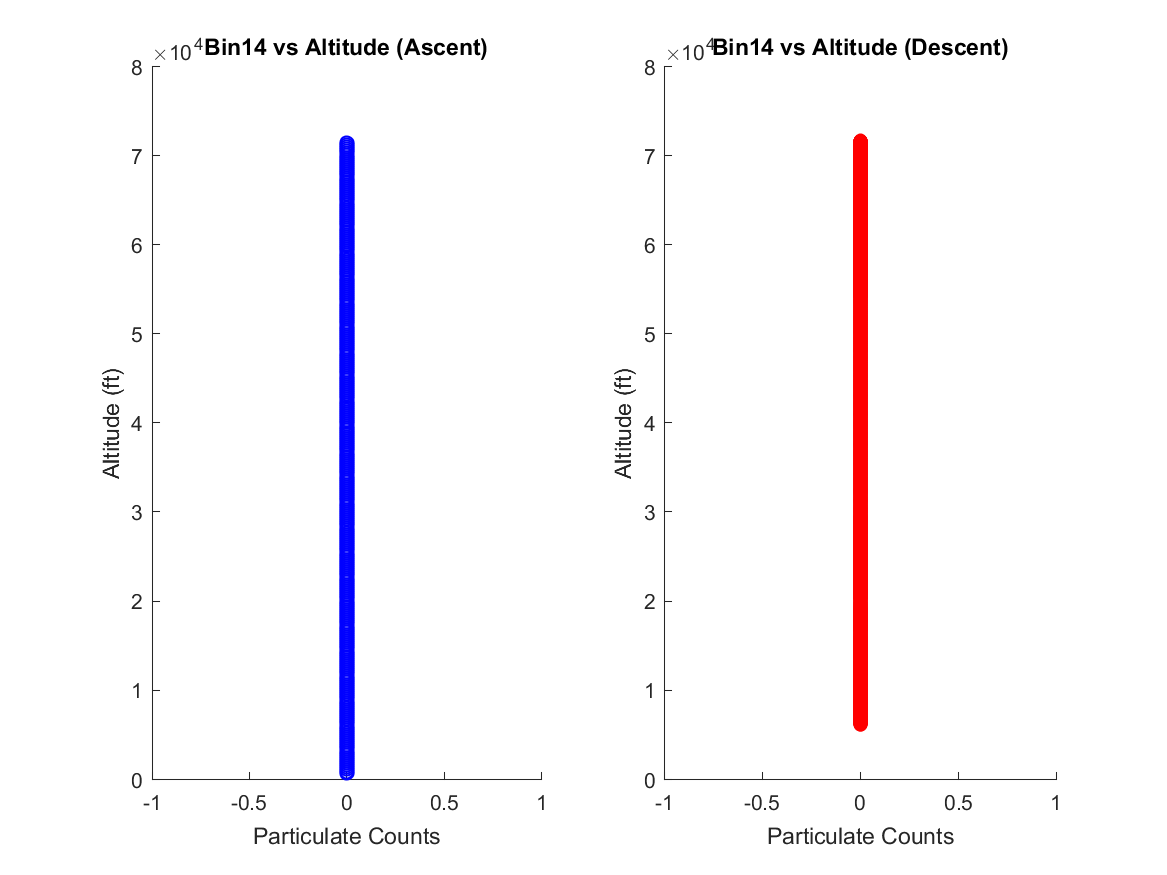 ×10⁴ Bin14 vs Altitude (Ascent)
8
7
6
5
4
3
2
1
0
Altitude (ft)
-1 -0.5 0 0.5 1
Particulate Counts
×10⁴ Bin14 vs Altitude (Descent)
8
7
6
5
4
3
2
1
0
Altitude (ft)
-1 -0.5 0 0.5 1
Particulate Counts